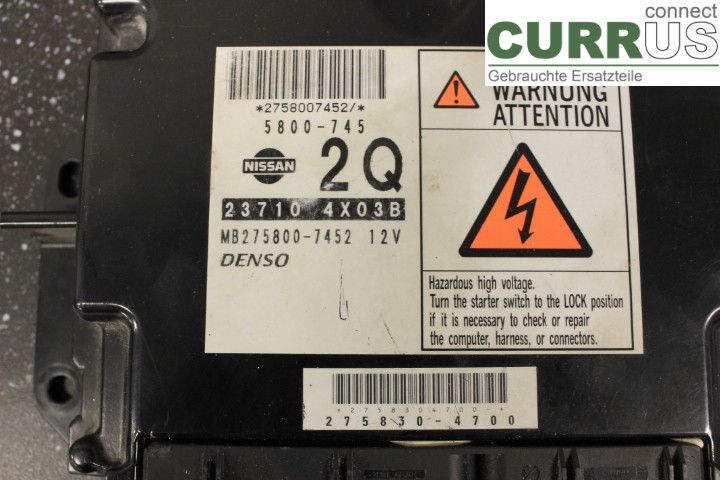 connect
CURRUS
Gebrauchte Ersatzteile
*2758007452/*
5800-745
NISSAN 2Q
23710 4X03B
MB275800-7452 12V
DENSO
WARNUNG
ATTENTION
Hazardous high voltage.
Turn the starter switch to the LOCK position
if it is necessary to check or repair
the computer, harness, or connectors.
*2758304700-*
275830-4700